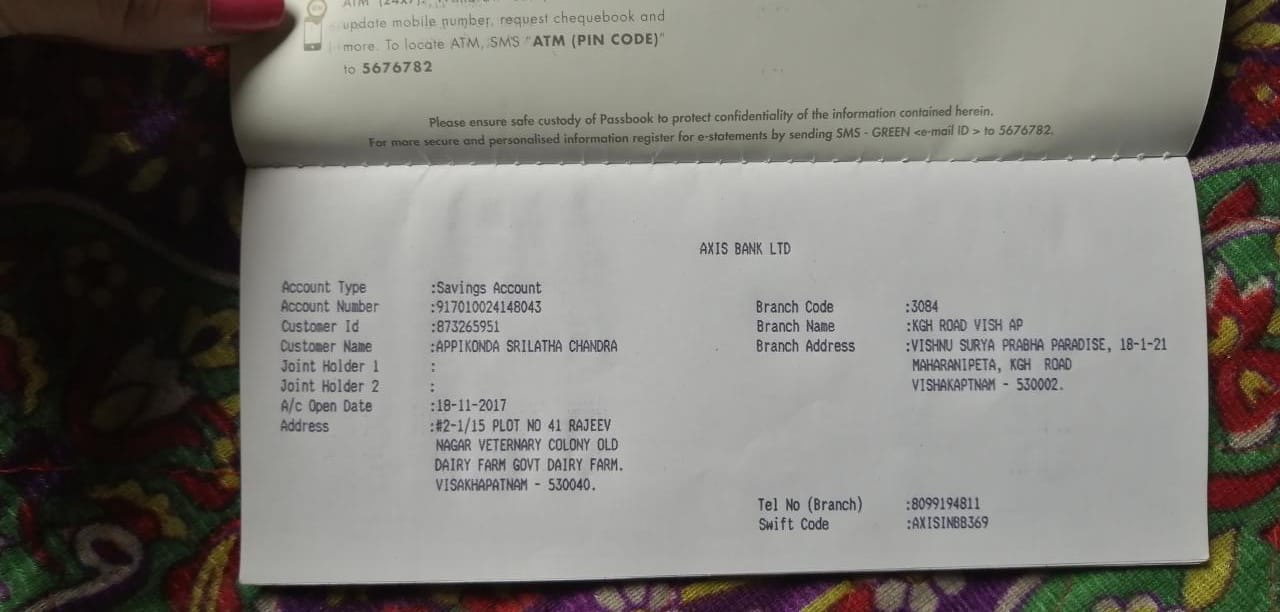 update mobile number, request chequebook and
more. To locate ATM, SMS "ATM (PIN CODE)"
to 5676782
Please ensure safe custody of Passbook to protect confidentiality of the information contained herein.
For more secure and personalised information register for e-statements by sending SMS - GREEN <e-mail ID > to 5676782.
AXIS BANK LTD
Account Type :Savings Account
Account Number :917010024148043 Branch Code :3084
Customer Id :873265951 Branch Name :KGH ROAD VISH AP
Customer Name :APPIKONDA SRILATHA CHANDRA Branch Address :VISHNU SURYA PRABHA PARADISE, 18-1-21
Joint Holder 1 : MAHARANIPETA, KGH ROAD
Joint Holder 2 : VISHAKAPTNAM - 530002.
A/c Open Date :18-11-2017
Address :#2-1/15 PLOT NO 41 RAJEEV
NAGAR VETERNARY COLONY OLD
DAIRY FARM GOVT DAIRY FARM.
VISAKHAPATNAM - 530040.
Tel No (Branch) :8099194811
Swift Code :AXISINBB369